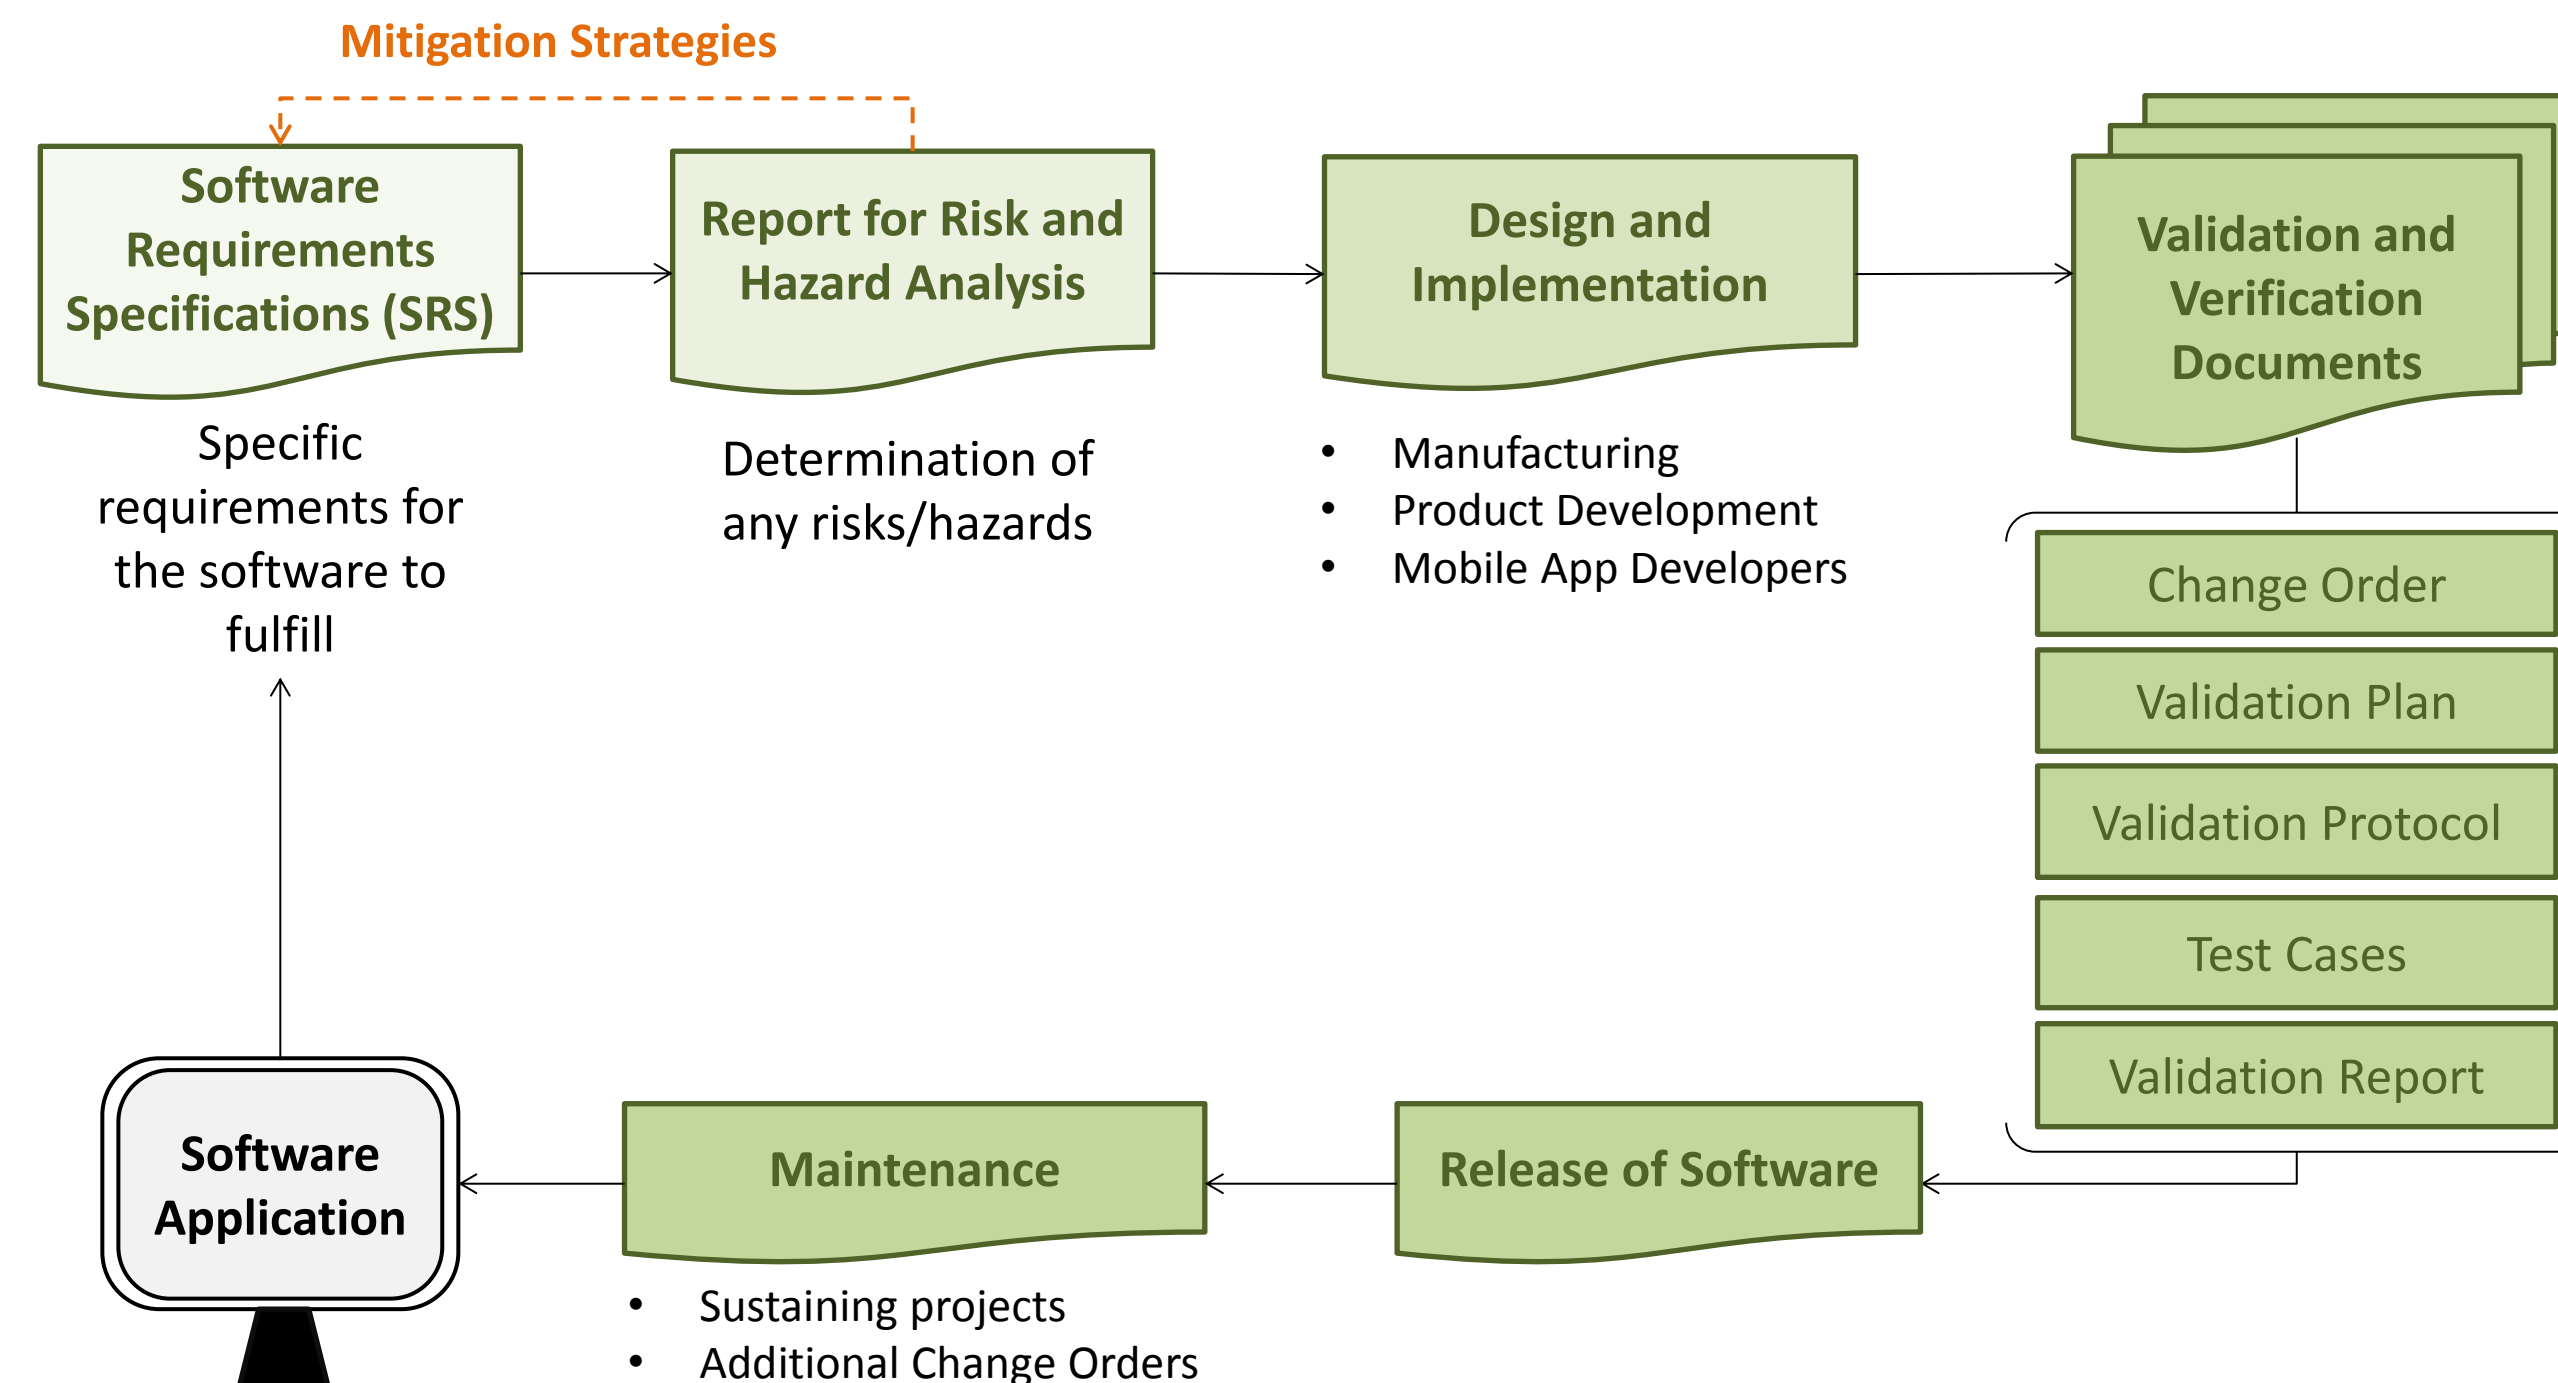 Mitigation Strategies
Software
Requirements
Specifications (SRS)
Report for Risk and
Hazard Analysis
Design and
Implementation
Validation and
Verification
Documents
Specific
requirements for
the software to
fulfill
Determination of
any risks/hazards
• Manufacturing
• Product Development
• Mobile App Developers
Change Order
Validation Plan
Validation Protocol
Test Cases
Validation Report
Software
Application
Maintenance
Release of Software
• Sustaining projects
• Additional Change Orders